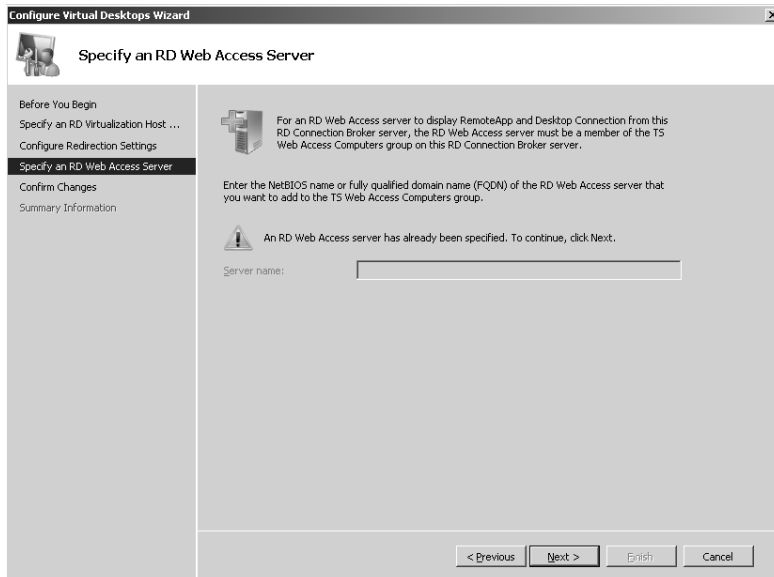 Configure Virtual Desktops Wizard
Specify an RD Web Access Server
Before You Begin
Specify an RD Virtualization Host ...
Configure Redirection Settings
Specify an RD Web Access Server
Confirm Changes
Summary Information
For an RD Web Access server to display RemoteApp and Desktop Connection from this
RD Connection Broker server, the RD Web Access server must be a member of the TS
Web Access Computers group on this RD Connection Broker server.
Enter the NetBIOS name or fully qualified domain name (FQDN) of the RD Web Access server that
you want to add to the TS Web Access Computers group.
An RD Web Access server has already been specified. To continue, click Next.
Server name:
< Previous
Next >
Finish
Cancel